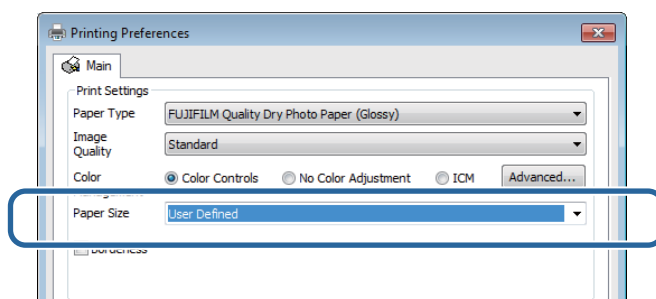 Printing Preferences
Main
Print Settings
Paper Type FUJIFILM Quality Dry Photo Paper (Glossy)
Image
Quality Standard
Color Color Controls No Color Adjustment ICM Advanced...
Paper Size User Defined